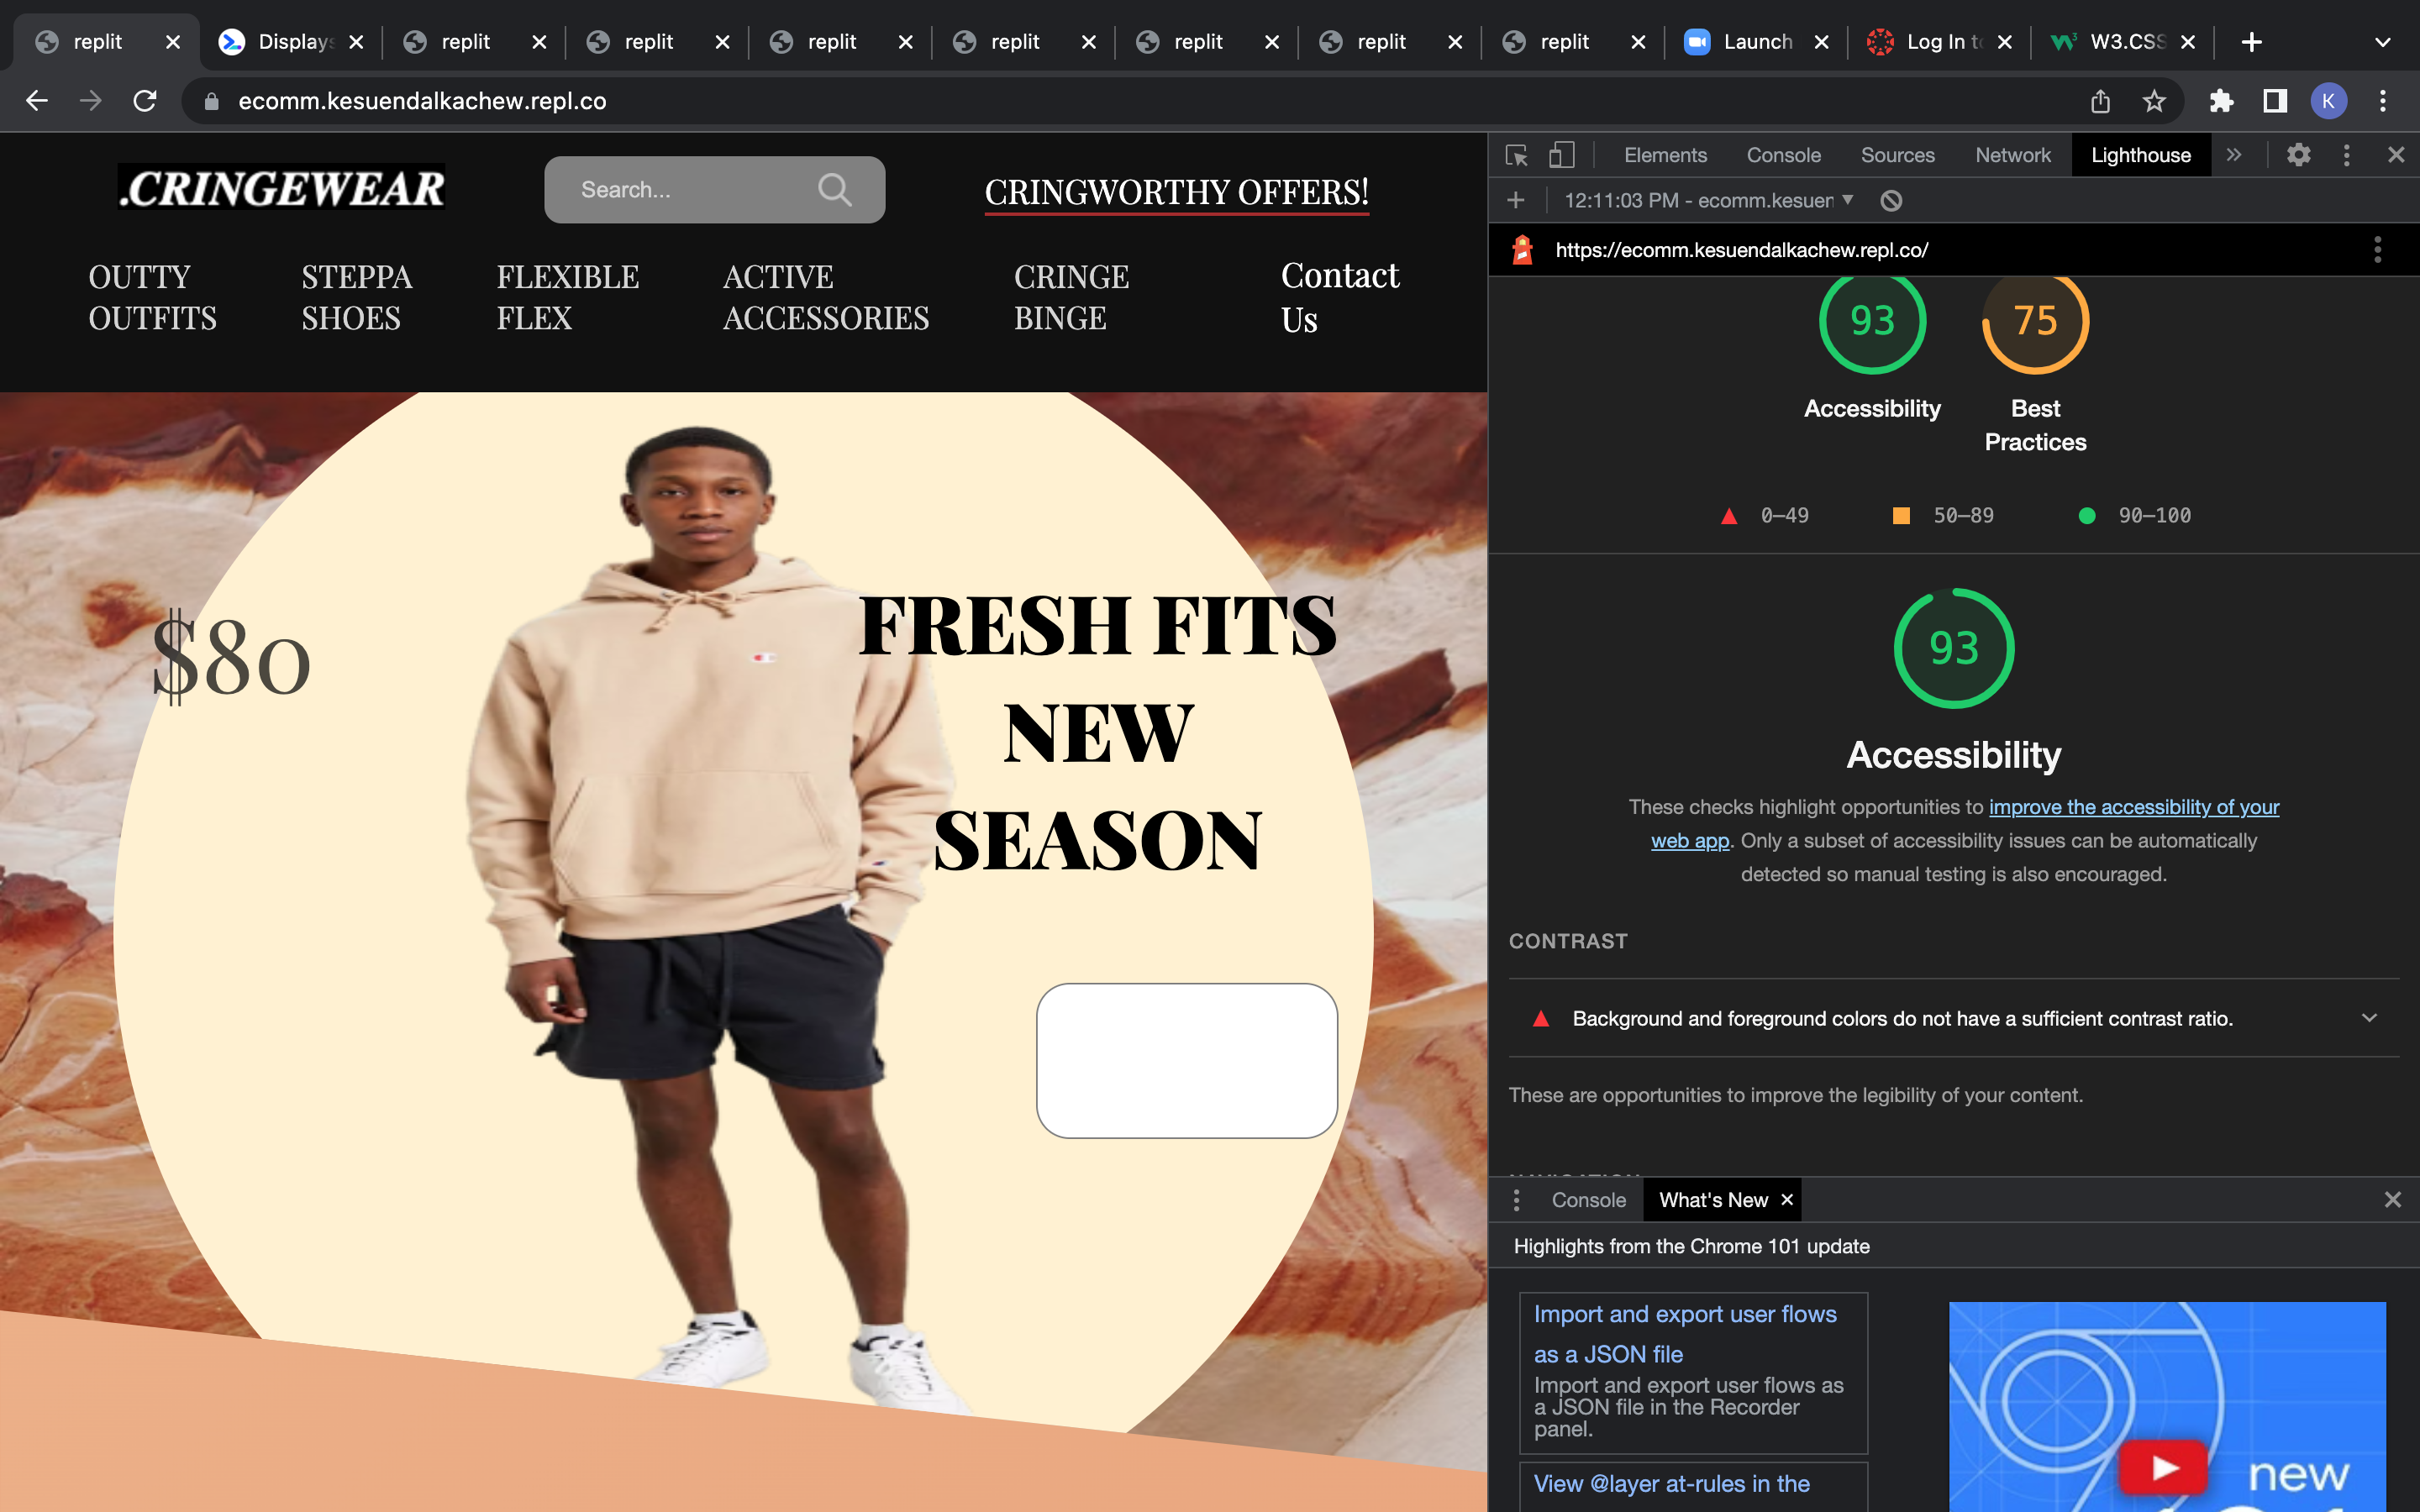 replit
Displays
replit
replit
replit
replit
replit
replit
replit
Launch
Log In to
W3.CSS
ecomm.kesuendalkachew.repl.co
K
Elements
Console
Sources
Network
Lighthouse
12:11:03 PM - ecomm.kesuen
https://ecomm.kesuendalkachew.repl.co/
.CRINGEWEAR
Search...
CRINGWORTHY OFFERS!
OUTTY
OUTFITS
STEPPA
SHOES
FLEXIBLE
FLEX
ACTIVE
ACCESSORIES
CRINGE
BINGE
Contact
Us
$80
FRESH FITS
NEW
SEASON
93
Accessibility
75
Best
Practices
0–49
50–89
90–100
93
Accessibility
These checks highlight opportunities to improve the accessibility of your
web app. Only a subset of accessibility issues can be automatically
detected so manual testing is also encouraged.
CONTRAST
Background and foreground colors do not have a sufficient contrast ratio.
These are opportunities to improve the legibility of your content.
Console
What's New
Highlights from the Chrome 101 update
Import and export user flows
as a JSON file
Import and export user flows as
a JSON file in the Recorder
panel.
View @layer at-rules in the
new